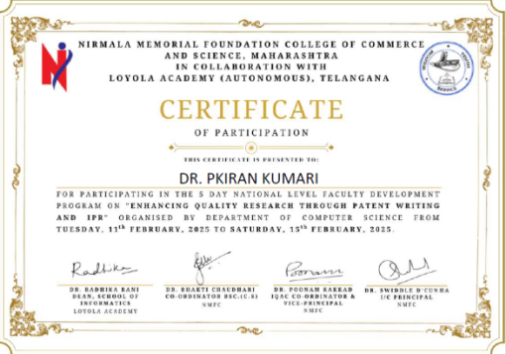 NIRMALA MEMORIAL FOUNDATION COLLEGE OF COMMERCE
AND SCIENCE, MAHARASHTRA
IN COLLABORATION WITH
LOYOLA ACADEMY (AUTONOMOUS), TELANGANA
CERTIFICATE
OF PARTICIPATION
THIS CERTIFICATE IS PRESENTED TO:
DR. PKIRAN KUMARI
FOR PARTICIPATING IN THE 5 DAY NATIONAL LEVEL FACULTY DEVELOPMENT
PROGRAM ON "ENHANCING QUALITY RESEARCH THROUGH PATENT WRITING
AND IPR" ORGANISED BY DEPARTMENT OF COMPUTER SCIENCE FROM
TUESDAY, 11th FEBRUARY, 2025 TO SATURDAY, 15th FEBRUARY, 2025.
Radhika
Poonam
DR. RADHIKA RANI
DEAN, SCHOOL OF
INFORMATICS
LOYOLA ACADEMY
DR. BHAKTI CHAUDHARI
CO-ORDINATOR BSC.(C.S)
NMFC
DR. POONAM KAKKAD
IQAC CO-ORDINATOR &
VICE-PRINCIPAL
NMFC
DR. SWIDDLE D'CUNHA
I/C PRINCIPAL
NMFC